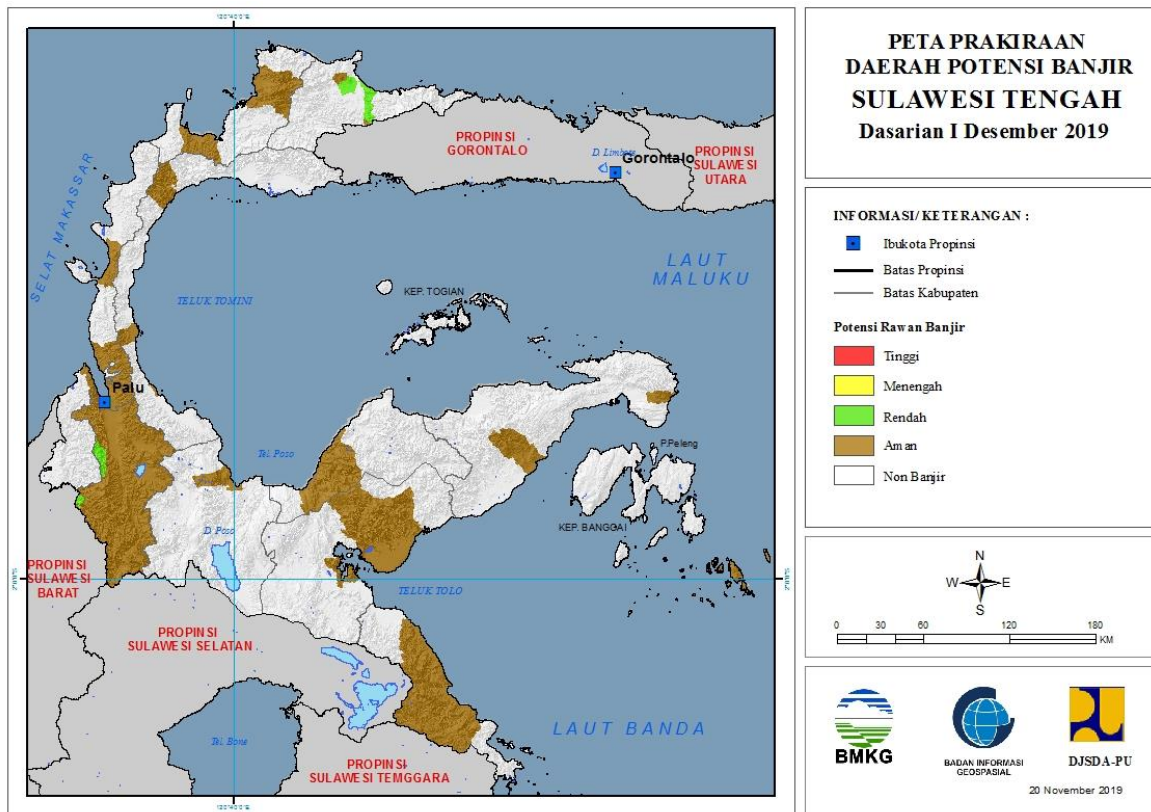 PETA PRAKIRAAN
DAERAH POTENSI BANJIR
SULAWESI TENGAH
Dasarian I Desember 2019
INFORMASI/ KETERANGAN :
Ibukota Propinsi
Batas Propinsi
Batas Kabupaten
Potensi Rawan Banjir
Tinggi
Menengah
Rendah
Aman
Non Banjir
N
W
E
S
0 30 60 120 180
KM
BMKG
BADAN INFORMASI
GEOSPASIAL
DJSDA-PU
20 November 2019
PROPINSI
GORONTALO
D. Limboto
Gorontalo
PROPINSI
SULAWESI
UTARA
SELAT MAKASSAR
LAUT
MALUKU
TELUK TOMINI
KEP. TOGIAN
Palu
Tel. Poso
P.Peleng
KEP. BANGGAI
D. Poso
PROPINSI
SULAWESI
BARAT
TELUK TOLO
PROPINSI
SULAWESI SELATAN
LAUT BANDA
Tel. Bone
PROPINSI
SULAWESI TEMGGARA